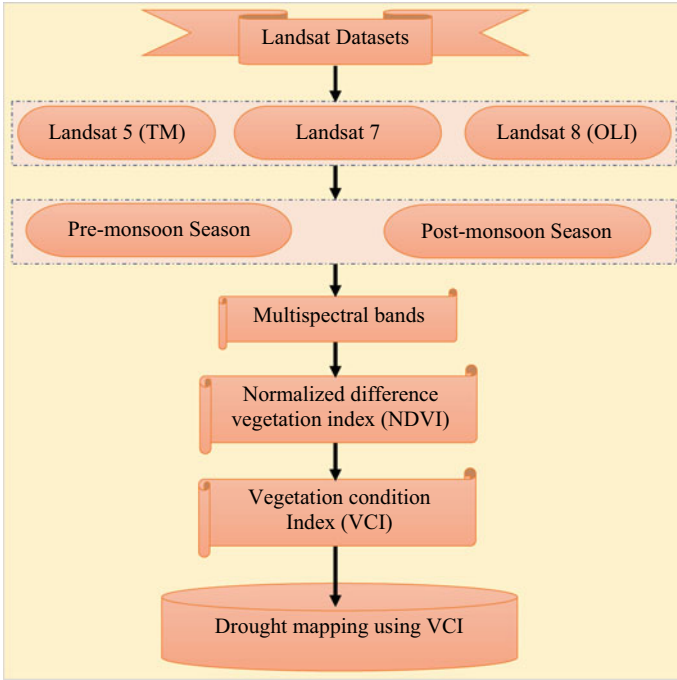 Landsat Datasets
Landsat 5 (TM)
Landsat 7
Landsat 8 (OLI)
Pre-monsoon Season
Post-monsoon Season
Multispectral bands
Normalized difference
vegetation index (NDVI)
Vegetation condition
Index (VCI)
Drought mapping using VCI